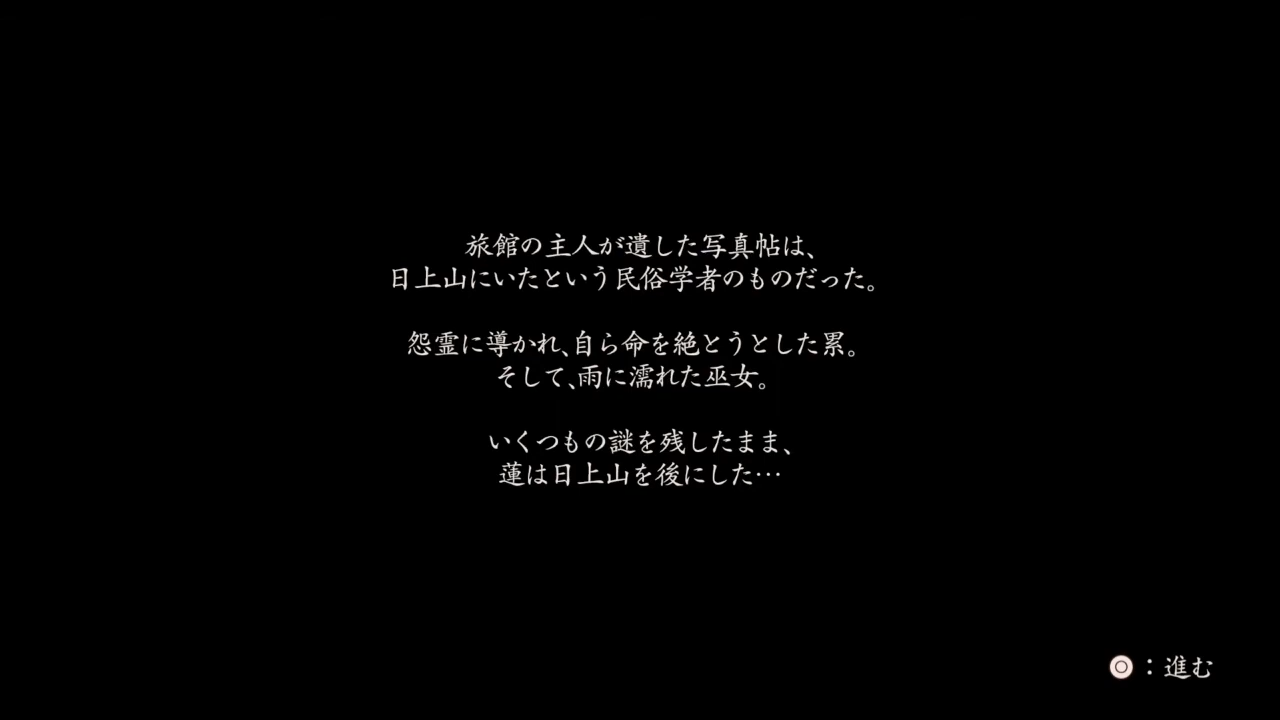 旅館の主人が遺した写真帖は、
日上山にいたという民俗学者のものだった。
怨霊に導かれ、自ら命を絶とうとした累。
そして、雨に濡れた巫女。
いくつもの謎を残したまま、
蓮は日上山を後にした…
◎：進む